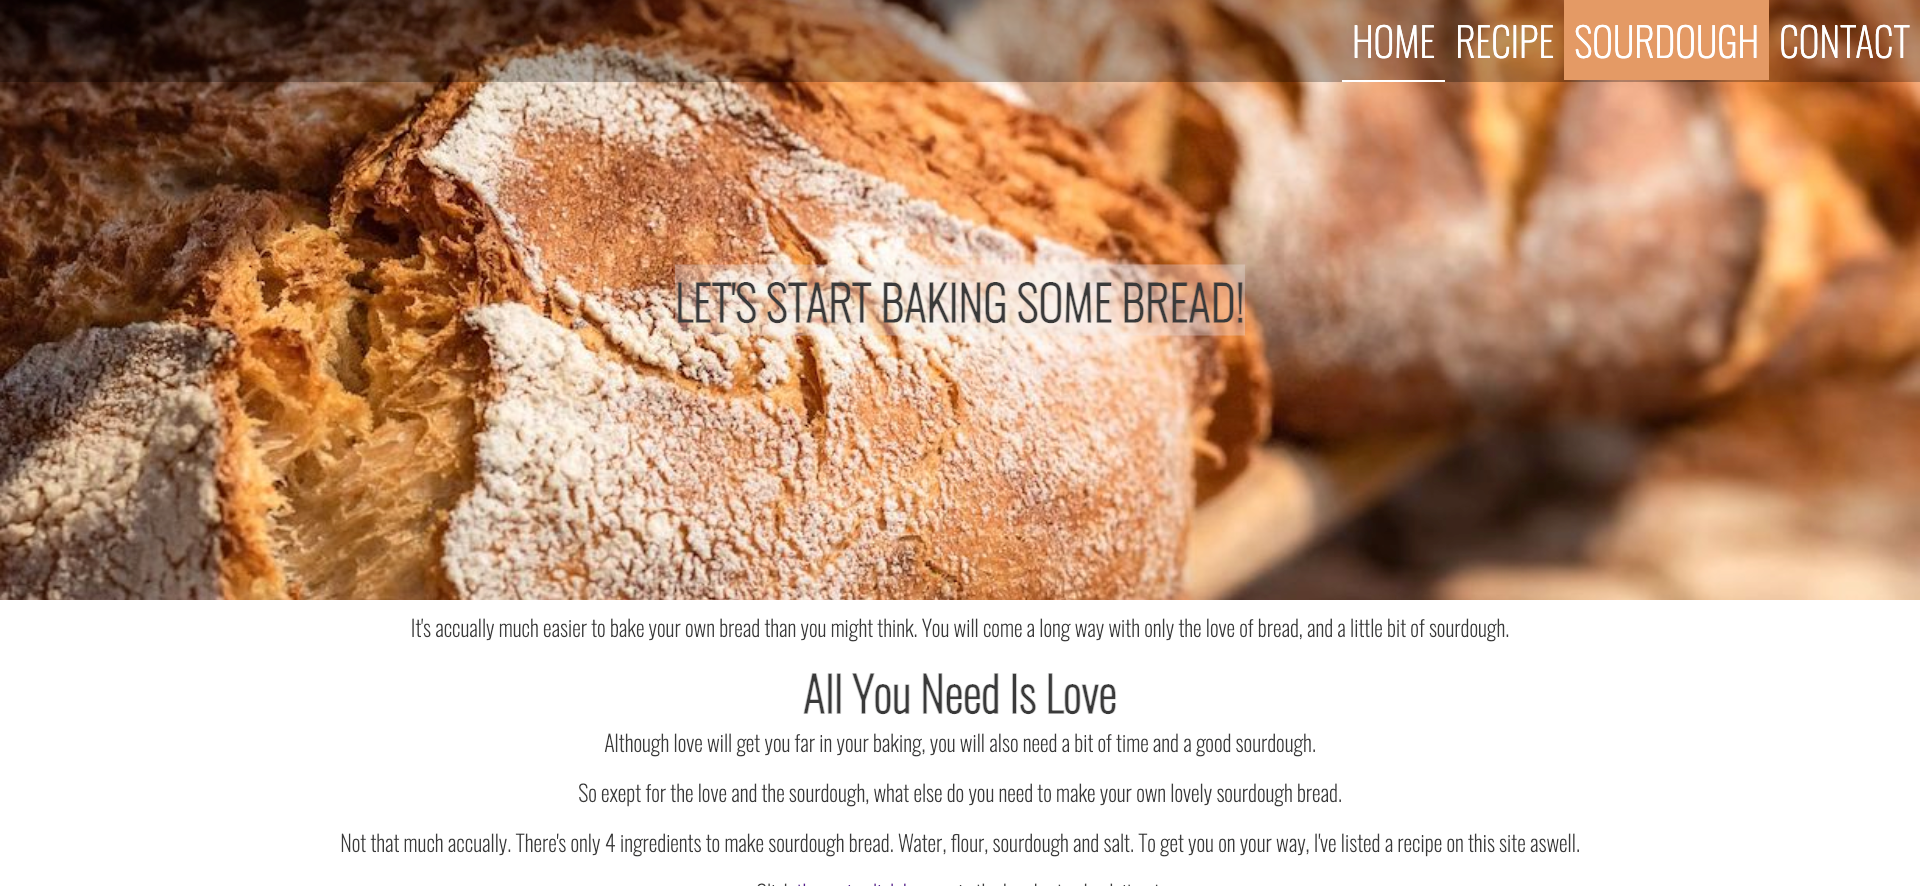 HOME RECIPE SOURDOUGH CONTACT
LET'S START BAKING SOME BREAD!
It's accually much easier to bake your own bread than you might think. You will come a long way with only the love of bread, and a little bit of sourdough.
All You Need Is Love
Although love will get you far in your baking, you will also need a bit of time and a good sourdough.
So exept for the love and the sourdough, what else do you need to make your own lovely sourdough bread.
Not that much accually. There's only 4 ingredients to make sourdough bread. Water, flour, sourdough and salt. To get you on your way, I've listed a recipe on this site aswell.